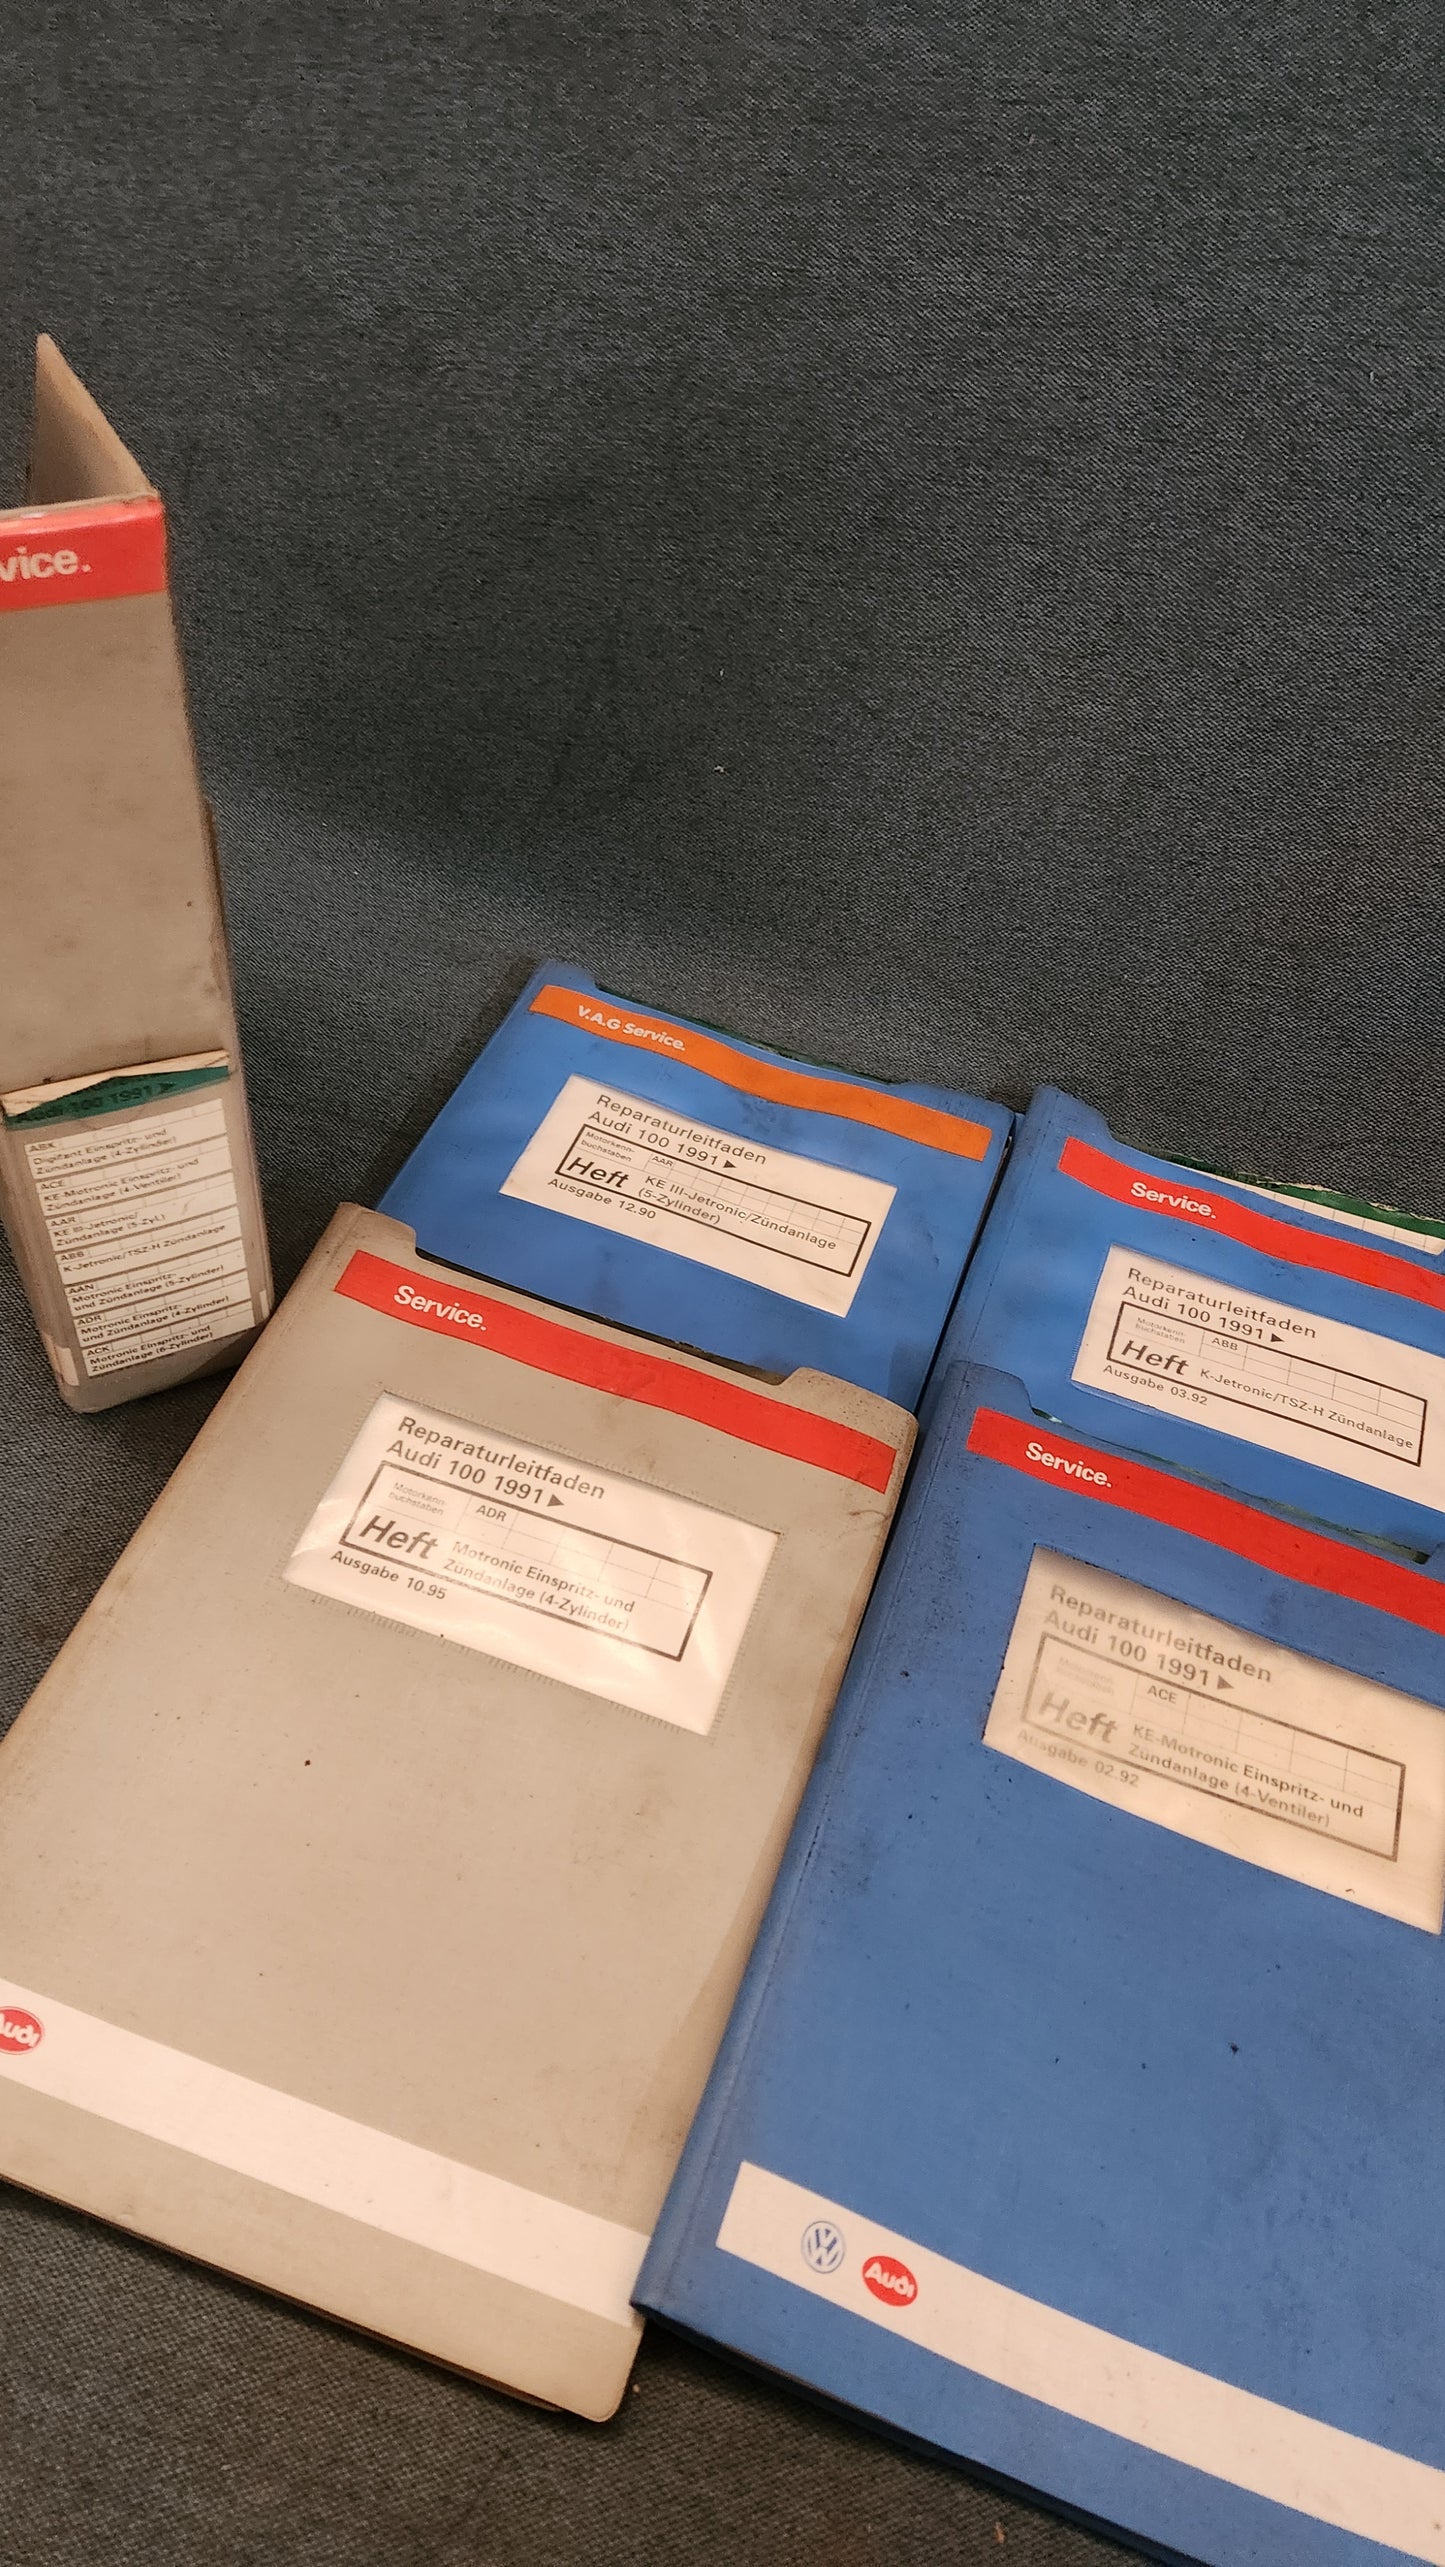 vice.
Audi 100 1991 ▶
Digifant Einspritz- und
Zündanlage (4-Zylinder)
ACE
KE-Motronic Einspritz- und
Zündanlage (4-Ventiler)
AAR
KE III-Jetronic/
Zündanlage (5-Zyl.)
ABB
K-Jetronic/TSZ-H Zündanlage
AAN
Motronic Einspritz-
und Zündanlage (5-Zylinder)
ADR
Motronic Einspritz-
und Zündanlage (4-Zylinder)
ACK
Motronic Einspritz- und
Zündanlage (6-Zylinder)
V.A.G Service.
Reparaturleitfaden
Audi 100 1991 ▶
Motorkenn-
buchstaben
AAR
Heft
KE III-Jetronic/Zündanlage
(5-Zylinder)
Ausgabe 12.90
Service.
Reparaturleitfaden
Audi 100 1991 ▶
Motorkenn-
buchstaben
ABB
Heft
K-Jetronic/TSZ-H Zündanlage
Ausgabe 03.92
Service.
Reparaturleitfaden
Audi 100 1991 ▶
Motorkenn-
buchstaben
ADR
Heft
Motronic Einspritz- und
Zündanlage (4-Zylinder)
Ausgabe 10.95
Audi
Service.
Reparaturleitfaden
Audi 100 1991 ▶
Motorkenn-
buchstaben
ACE
Heft
KE-Motronic Einspritz- und
Zündanlage (4-Ventiler)
Ausgabe 02.92
VW
Audi